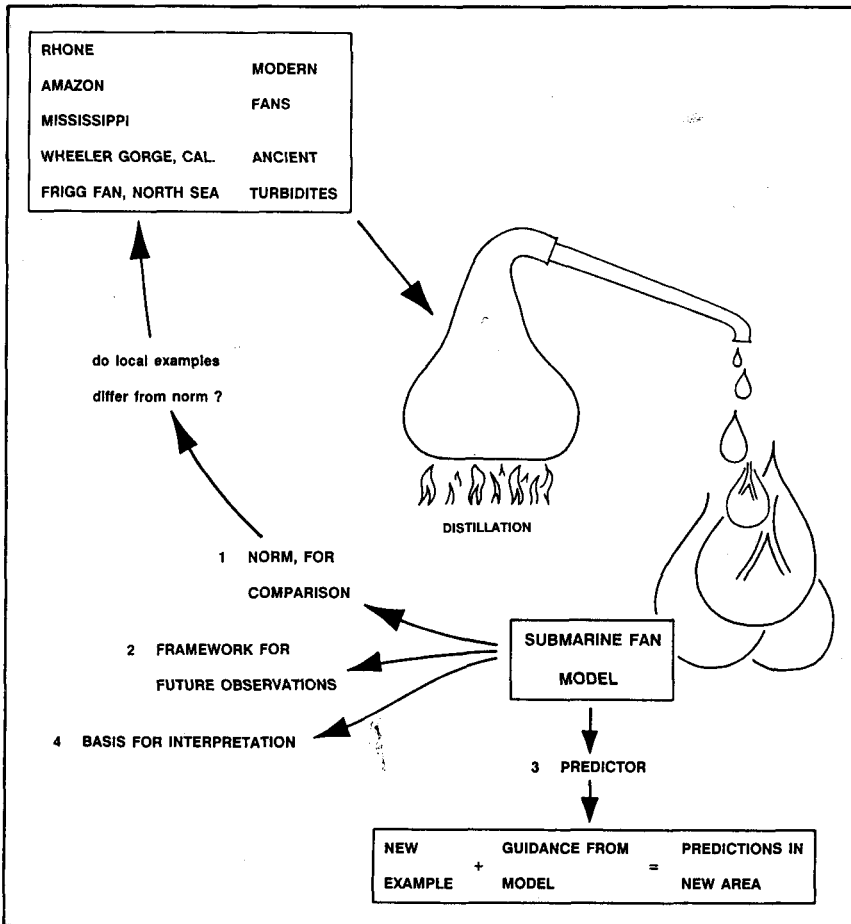 RHONE
AMAZON
MISSISSIPPI
WHEELER GORGE, CAL.
FRIGG FAN, NORTH SEA
MODERN
FANS
ANCIENT
TURBIDITES
do local examples
differ from norm ?
DISTILLATION
1 NORM, FOR
COMPARISON
2 FRAMEWORK FOR
FUTURE OBSERVATIONS
4 BASIS FOR INTERPRETATION
SUBMARINE FAN
MODEL
3 PREDICTOR
NEW
EXAMPLE
+
GUIDANCE FROM
MODEL
=
PREDICTIONS IN
NEW AREA